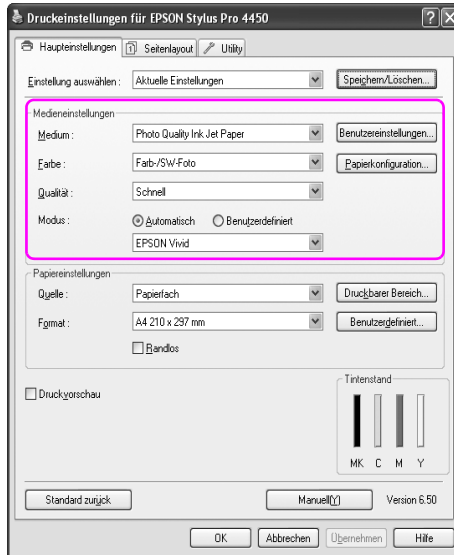 Druckeinstellungen für EPSON Stylus Pro 4450
Haupteinstellungen Seitenlayout Utility
Einstellung auswählen : Aktuelle Einstellungen Speichern/Löschen...
Medieneinstellungen
Medium : Photo Quality Ink Jet Paper Benutzereinstellungen...
Farbe : Farb-/SW-Foto Papierkonfiguration...
Qualität : Schnell
Modus : Automatisch Benutzerdefiniert
EPSON Vivid
Papiereinstellungen
Quelle : Papierfach Druckbarer Bereich...
Format : A4 210 x 297 mm Benutzerdefiniert...
Randlos
Druckvorschau
Tintenstand
MK C M Y
Standard zurück Manuell(Y) Version 6.50
OK Abbrechen Übernehmen Hilfe